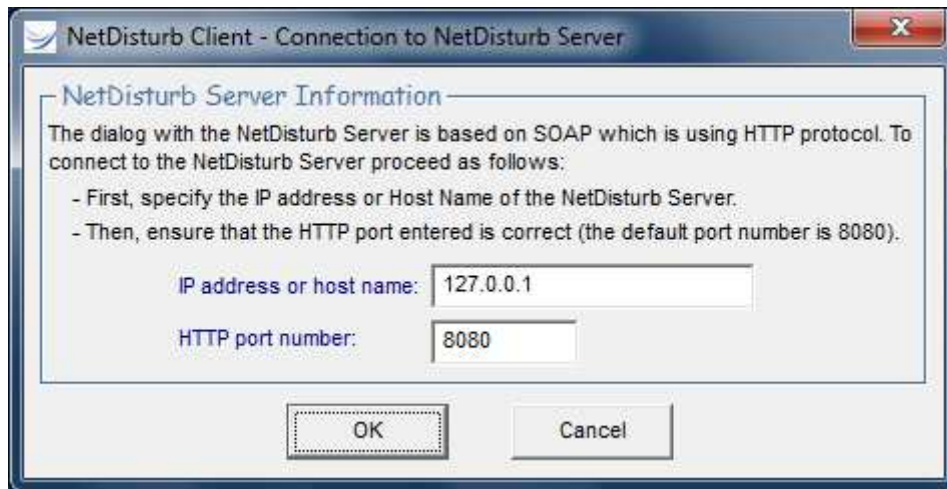 NetDisturb Client - Connection to NetDisturb Server
NetDisturb Server Information
The dialog with the NetDisturb Server is based on SOAP which is using HTTP protocol. To
connect to the NetDisturb Server proceed as follows:
- First, specify the IP address or Host Name of the NetDisturb Server.
- Then, ensure that the HTTP port entered is correct (the default port number is 8080).
IP address or host name: 127.0.0.1
HTTP port number: 8080
OK Cancel